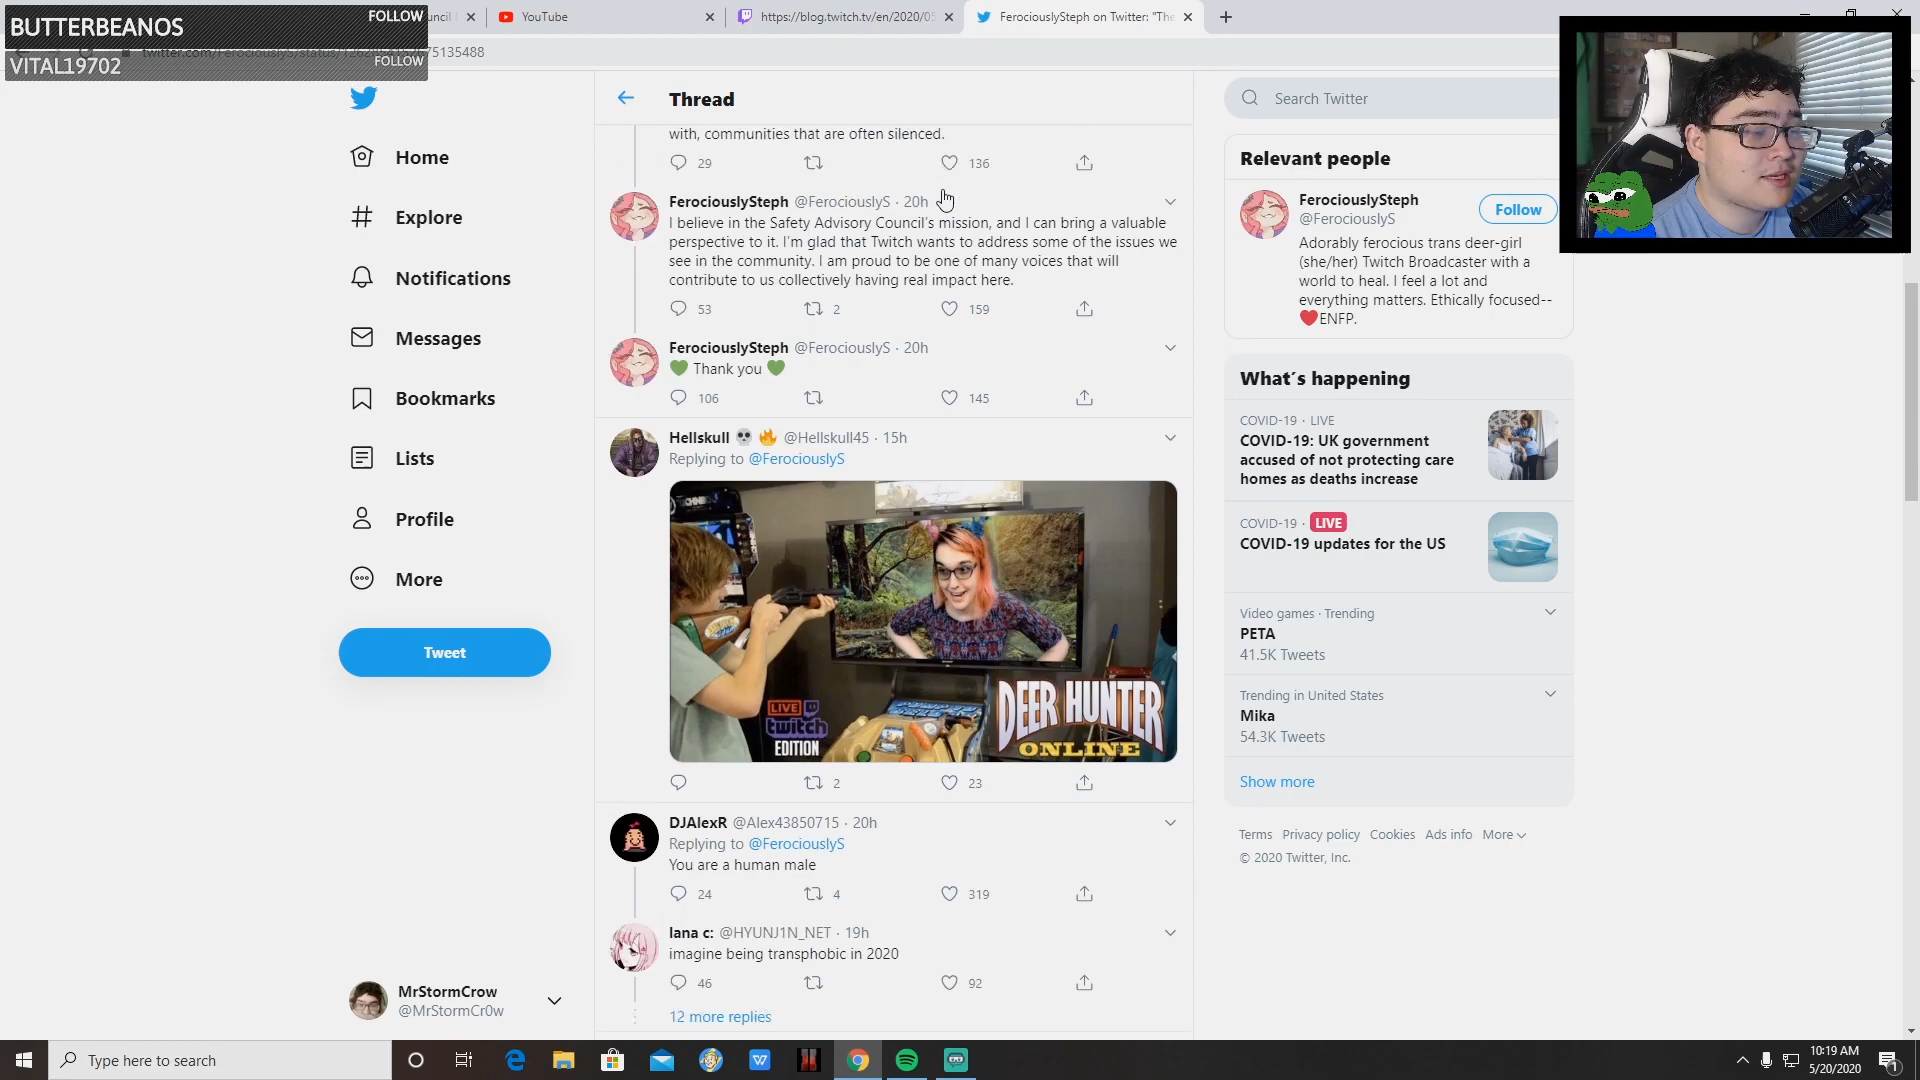 BUTTERBEANOS
FOLLOW
VITAL19702
FOLLOW
YouTube
https://blog.twitch.tv/en/2020/05
FerociouslySteph on Twitter: "The
Home
Explore
Notifications
Messages
Bookmarks
Lists
Profile
More
Tweet
MrStormCrow
@MrStormCr0w
Thread
with, communities that are often silenced.
29
136
FerociouslySteph @FerociouslyS · 20h
I believe in the Safety Advisory Council's mission, and I can bring a valuable
perspective to it. I'm glad that Twitch wants to address some of the issues we
see in the community. I am proud to be one of many voices that will
contribute to us collectively having real impact here.
53
2
159
FerociouslySteph @FerociouslyS · 20h
💚 Thank you 💚
106
145
Hellskull 💀 🔥 @Hellskull45 · 15h
Replying to @FerociouslyS
LIVE
twitch
EDITION
DEER HUNTER
ONLINE
2
23
DJAlexR @Alex43850715 · 20h
Replying to @FerociouslyS
You are a human male
24
4
319
lana c: @HYUNJ1N_NET · 19h
imagine being transphobic in 2020
46
92
12 more replies
Search Twitter
Relevant people
FerociouslySteph
@FerociouslyS
Follow
Adorably ferocious trans deer-girl
(she/her) Twitch Broadcaster with a
world to heal. I feel a lot and
everything matters. Ethically focused--
❤️ENFP.
What's happening
COVID-19 · LIVE
COVID-19: UK government
accused of not protecting care
homes as deaths increase
COVID-19 · LIVE
COVID-19 updates for the US
Video games · Trending
PETA
41.5K Tweets
Trending in United States
Mika
54.3K Tweets
Show more
Terms Privacy policy Cookies Ads info More
© 2020 Twitter, Inc.
Type here to search
10:19 AM
5/20/2020